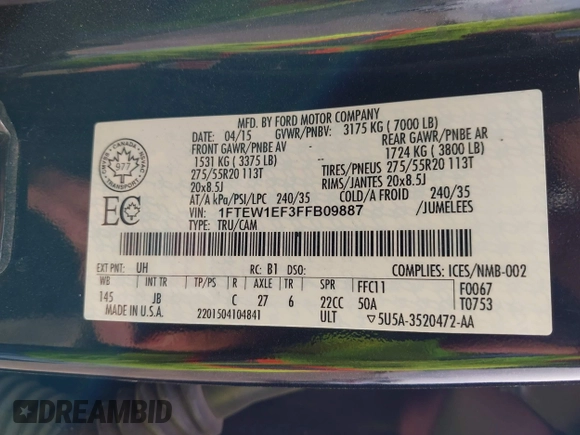 MFD. BY FORD MOTOR COMPANY
DATE: 04/15 GVWR/PNBV: 3175 KG ( 7000 LB)
FRONT GAWR/PNBE AV REAR GAWR/PNBE AR
1531 KG ( 3375 LB) 1724 KG ( 3800 LB)
275/55R20 113T TIRES/PNEUS 275/55R20 113T
20x8.5J RIMS/JANTES 20x8.5J
AT/A kPa/PSI/LPC 240/35 COLD/A FROID 240/35
VIN: 1FTEW1EF3FFB09887 /JUMELEES
TYPE: TRU/CAM
CANADA
977
TRANSPORT
EC
EXT PNT: UH RC: B1 DSO: COMPLIES: ICES/NMB-002
WB TP/PS R AXLE TR SPR FFC11 F0067
145 JB C 27 6 22CC 50A T0753
MADE IN U.S.A. 2201504104841 ULT ▽5U5A-3520472-AA
DREAMBID